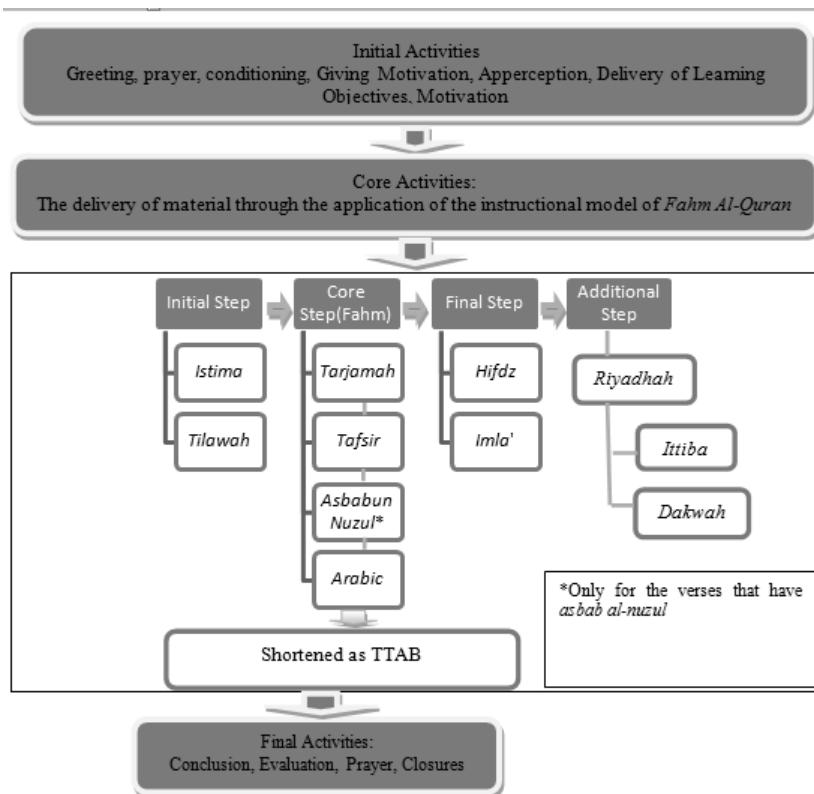 Initial Activities
Greeting, prayer, conditioning, Giving Motivation, Apperception, Delivery of Learning
Objectives, Motivation
Core Activities:
The delivery of material through the application of the instructional model of Fahm Al-Quran
Initial Step
Core
Step(Fahm)
Final Step
Additional
Step
Istima
Tilawah
Tarjamah
Tafsir
Asbabun
Nuzul*
Arabic
Hifdz
Imla'
Riyadhah
Ittiba
Dakwah
*Only for the verses that have
asbab al-nuzul
Shortened as TTAB
Final Activities:
Conclusion, Evaluation, Prayer, Closures